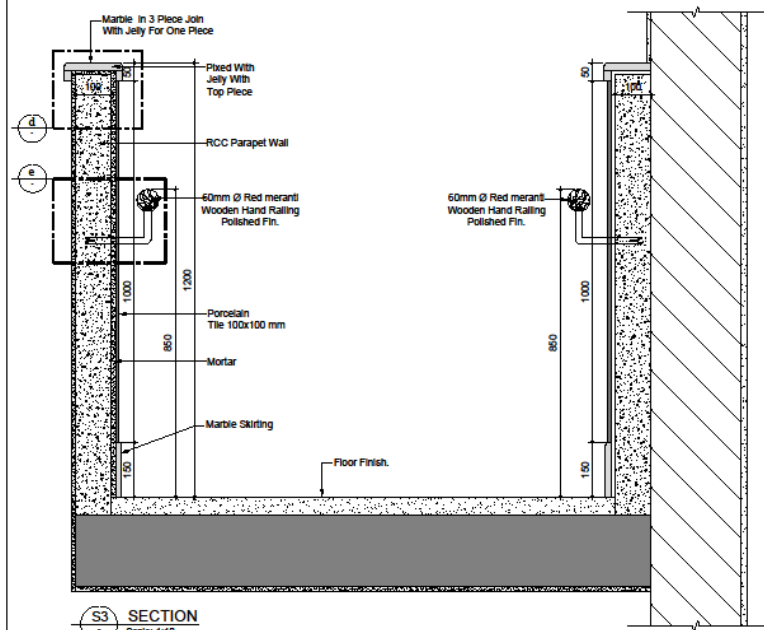 Marble in 3 Piece Join
With Jelly For One Piece
Pixed With
Jelly With
Top Piece
50
50
100
100
d
-
RCC Parapet Wall
e
-
60mm Ø Red meranti
Wooden Hand Railing
Polished Fin.
60mm Ø Red meranti
Wooden Hand Railing
Polished Fin.
1000
1200
1000
Porcelain
Tile 100x100 mm
850
850
Mortar
Marble Skirting
Floor Finish.
150
150
S3 SECTION